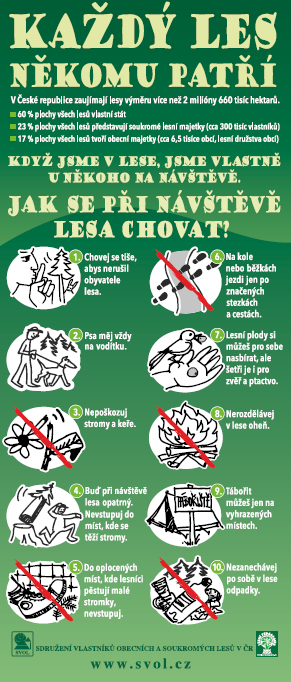 KAŽDÝ LES
NĚKOMU PATŘÍ
V České republice zaujímají lesy výměru více než 2 milióny 660 tisíc hektarů.
60 % plochy všech lesů vlastní stát
23 % plochy všech lesů představují soukromé lesní majetky (cca 300 tisíc vlastníků)
17 % plochy všech lesů tvoří obecní majetky (cca 6,5 tisíce obcí, lesní družstva obcí)
KDYŽ JSME V LESE, JSME VLASTNĚ
U NĚKOHO NA NÁVŠTĚVĚ.
JAK SE PŘI NÁVŠTĚVĚ
LESA CHOVAT?
1. Chovej se tiše,
abys nerušil
obyvatele
lesa.
2. Psa měj vždy
na vodítku.
3. Nepoškozuj
stromy a keře.
4. Buď při návštěvě
lesa opatrný.
Nevstupuj do
míst, kde se
těží stromy.
5. Do oplocených
míst, kde lesníci
pěstují malé
stromky,
nevstupuj.
6. Na kole
nebo běžkách
jezdi jen po
značených
stezkách
a cestách.
7. Lesní plody si
můžeš pro sebe
nasbírat, ale
šetři je i pro
zvěř a ptactvo.
8. Nerozdělávej
v lese oheň.
TÁBOŘIŠTĚ
9. Tábořit
můžeš jen na
vyhrazených
místech.
10. Nezanechávej
po sobě v lese
odpadky.
SVOL
SDRUŽENÍ VLASTNÍKŮ OBECNÍCH A SOUKROMÝCH LESŮ V ČR
www.svol.cz